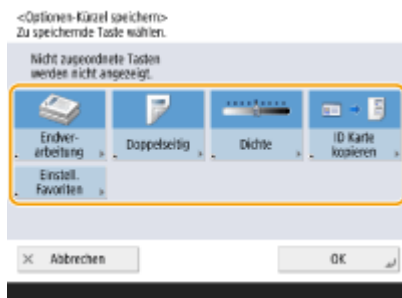 <Optionen-Kürzel speichern>
Zu speichernde Taste wählen.
Nicht zugeordnete Tasten
werden nicht angezeigt.
Endver-
arbeitung
Doppelseitig
Dichte
ID Karte
kopieren
Einstell.
Favoriten
Abbrechen
OK